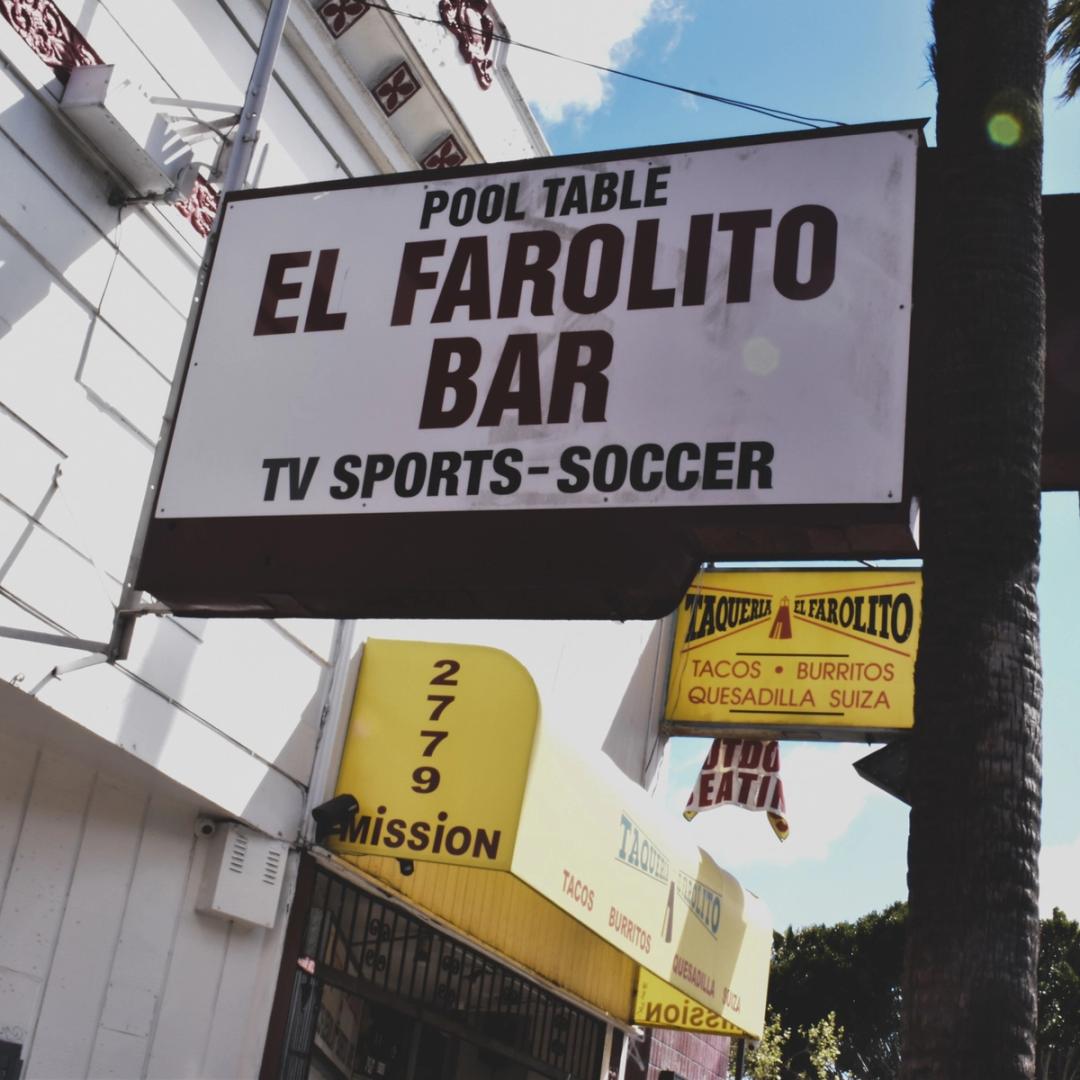 POOL TABLE
EL FAROLITO
BAR
TV SPORTS-SOCCER
TAQUERIA EL FAROLITO
TACOS • BURRITOS
QUESADILLA SUIZA
2
7
7
9
MISSION
TAQUERIA FAROLITO
TACOS BURRITOS QUESADILLA SUIZA
MISSION